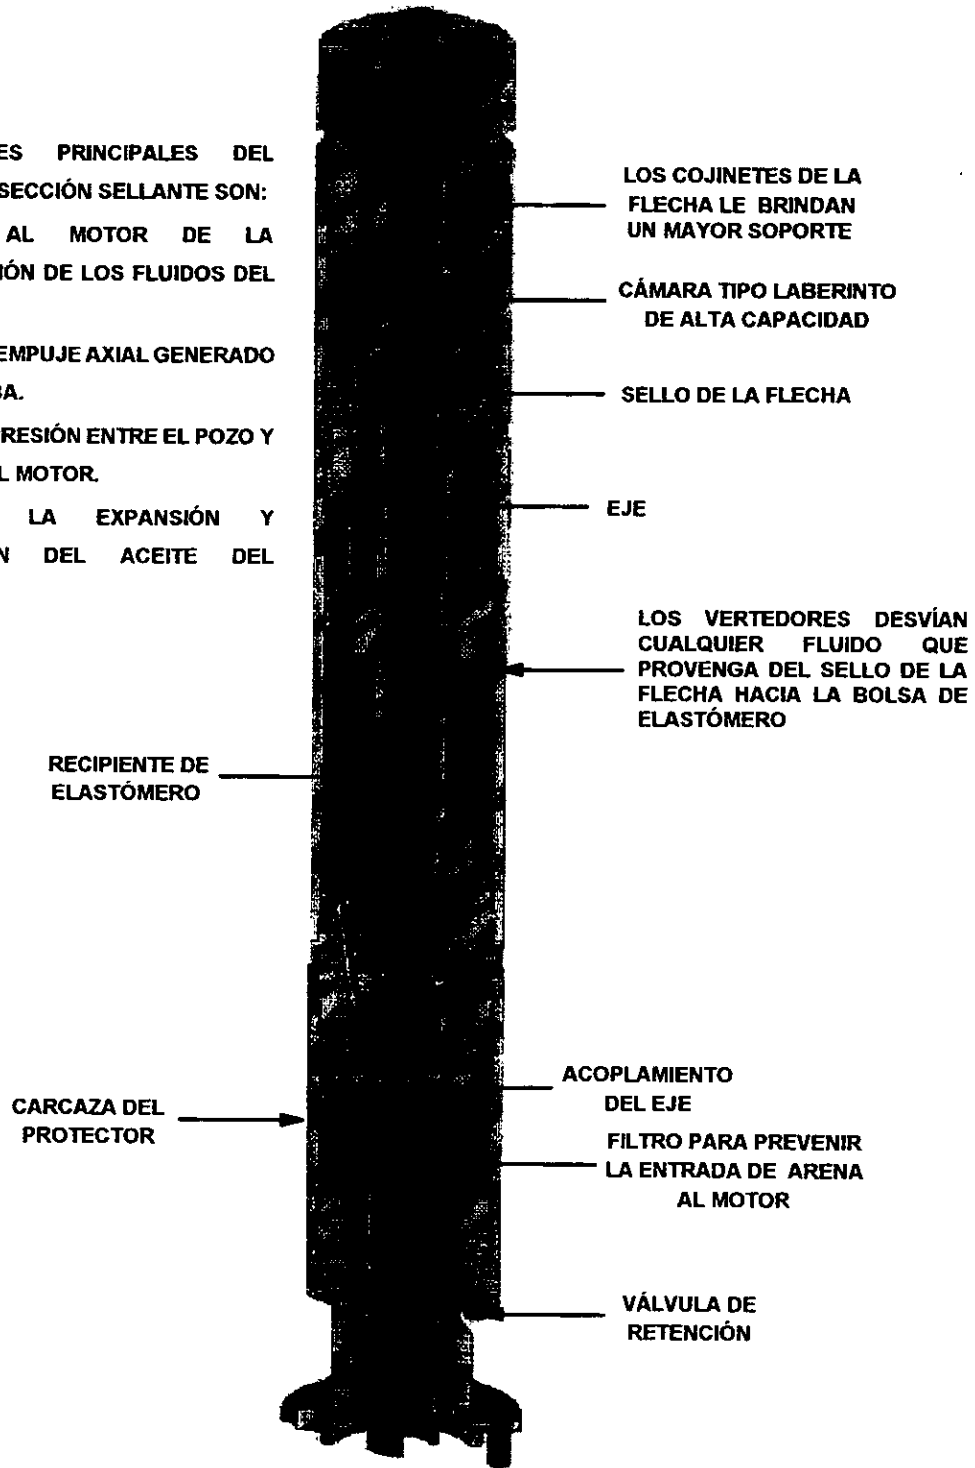 ES PRINCIPALES DEL
SECCIÓN SELLANTE SON:
AL MOTOR DE LA
IÓN DE LOS FLUIDOS DEL
EMPUJE AXIAL GENERADO
BA.
PRESIÓN ENTRE EL POZO Y
L MOTOR.
LA EXPANSIÓN Y
N DEL ACEITE DEL
LOS COJINETES DE LA
FLECHA LE BRINDAN
UN MAYOR SOPORTE
CÁMARA TIPO LABERINTO
DE ALTA CAPACIDAD
SELLO DE LA FLECHA
EJE
LOS VERTEDORES DESVÍAN
CUALQUIER FLUIDO QUE
PROVENGA DEL SELLO DE LA
FLECHA HACIA LA BOLSA DE
ELASTÓMERO
RECIPIENTE DE
ELASTÓMERO
ACOPLAMIENTO
DEL EJE
CARCAZA DEL
PROTECTOR
FILTRO PARA PREVENIR
LA ENTRADA DE ARENA
AL MOTOR
VÁLVULA DE
RETENCIÓN